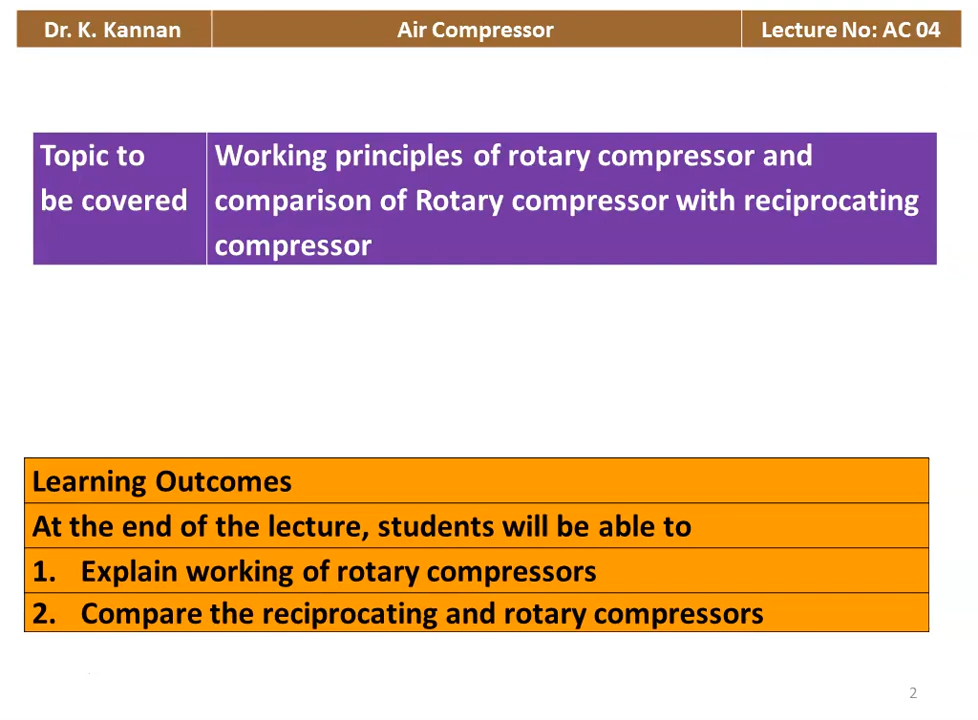 Dr. K. Kannan
Air Compressor
Lecture No: AC 04
Topic to
be covered
Working principles of rotary compressor and
comparison of Rotary compressor with reciprocating
compressor
Learning Outcomes
At the end of the lecture, students will be able to
1. Explain working of rotary compressors
2. Compare the reciprocating and rotary compressors
2